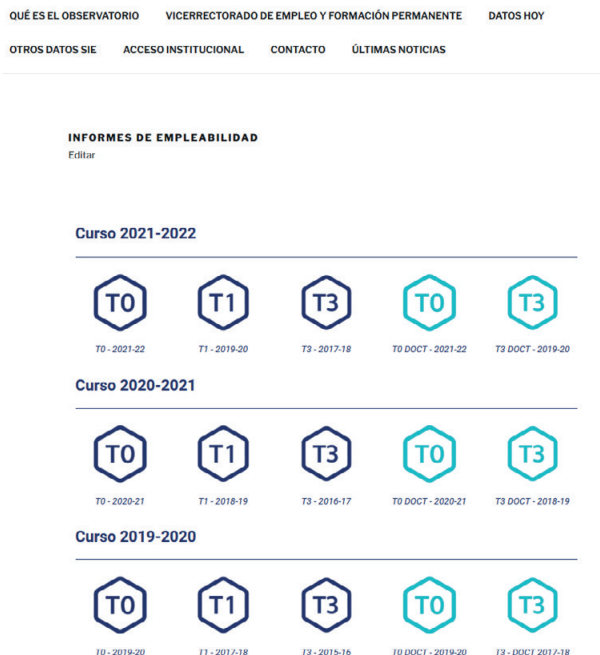 QUÉ ES EL OBSERVATORIO VICERRECTORADO DE EMPLEO Y FORMACIÓN PERMANENTE DATOS HOY
OTROS DATOS SIE ACCESO INSTITUCIONAL CONTACTO ÚLTIMAS NOTICIAS
INFORMES DE EMPLEABILIDAD
Editar
Curso 2021-2022
T0 T1 T3 T0 T3
T0 - 2021-22 T1 - 2019-20 T3 - 2017-18 T0 DOCT - 2021-22 T3 DOCT - 2019-20
Curso 2020-2021
T0 T1 T3 T0 T3
T0 - 2020-21 T1 - 2018-19 T3 - 2016-17 T0 DOCT - 2020-21 T3 DOCT - 2018-19
Curso 2019-2020
T0 T1 T3 T0 T3
T0 - 2019-20 T1 - 2017-18 T3 - 2015-16 T0 DOCT - 2019-20 T3 - DOCT 2017-18